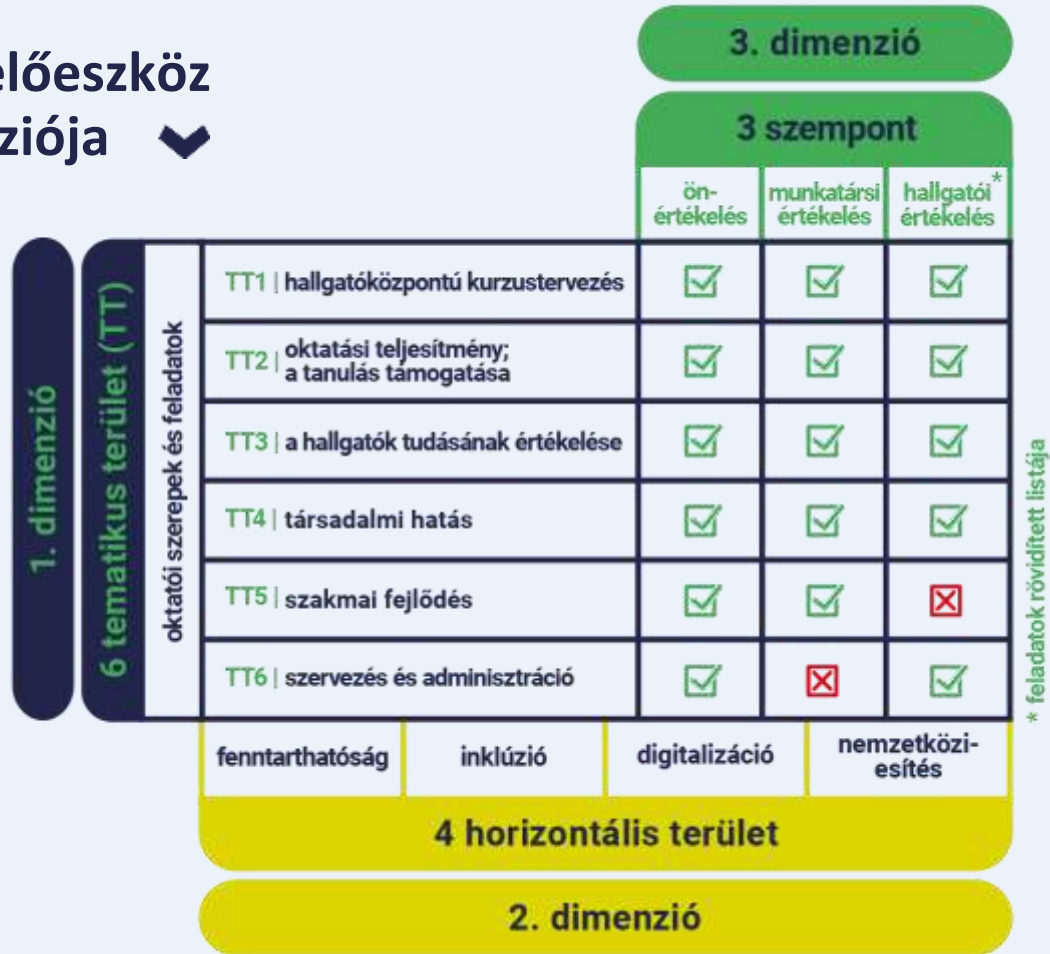 előeszköz
ziója
3. dimenzió
3 szempont
ön-
értékelés
munkatársi
értékelés
hallgatói*
értékelés
1. dimenzió
6 tematikus terület (TT)
oktatói szerepek és feladatok
TT1 | hallgatóközpontú kurzustervezés
TT2 | oktatási teljesítmény;
a tanulás támogatása
TT3 | a hallgatók tudásának értékelése
TT4 | társadalmi hatás
TT5 | szakmai fejlődés
TT6 | szervezés és adminisztráció
* feladatok rövidített listája
fenntarthatóság
inklúzió
digitalizáció
nemzetközi-
esítés
4 horizontális terület
2. dimenzió